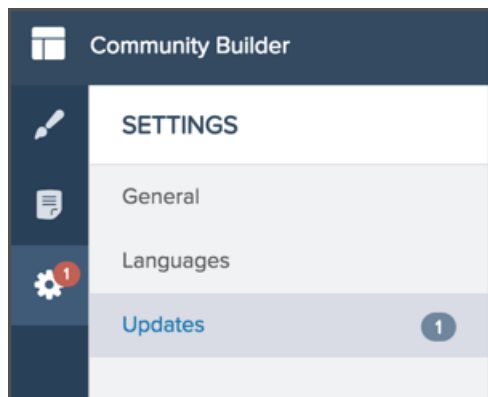 Community Builder
SETTINGS
General
Languages
1
Updates 1